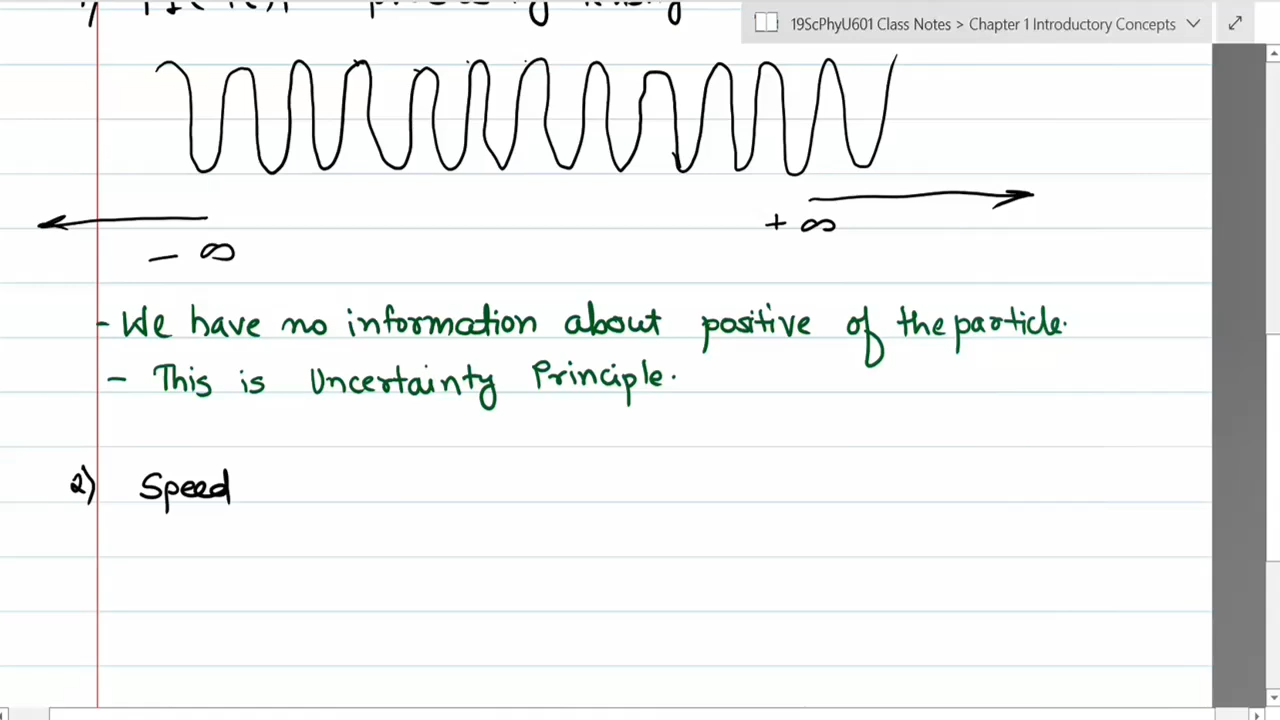 19ScPhyU601 Class Notes > Chapter 1 Introductory Concepts
- ∞
+ ∞
- We have no information about positive of the particle.
- This is Uncertainty Principle.
2) Speed